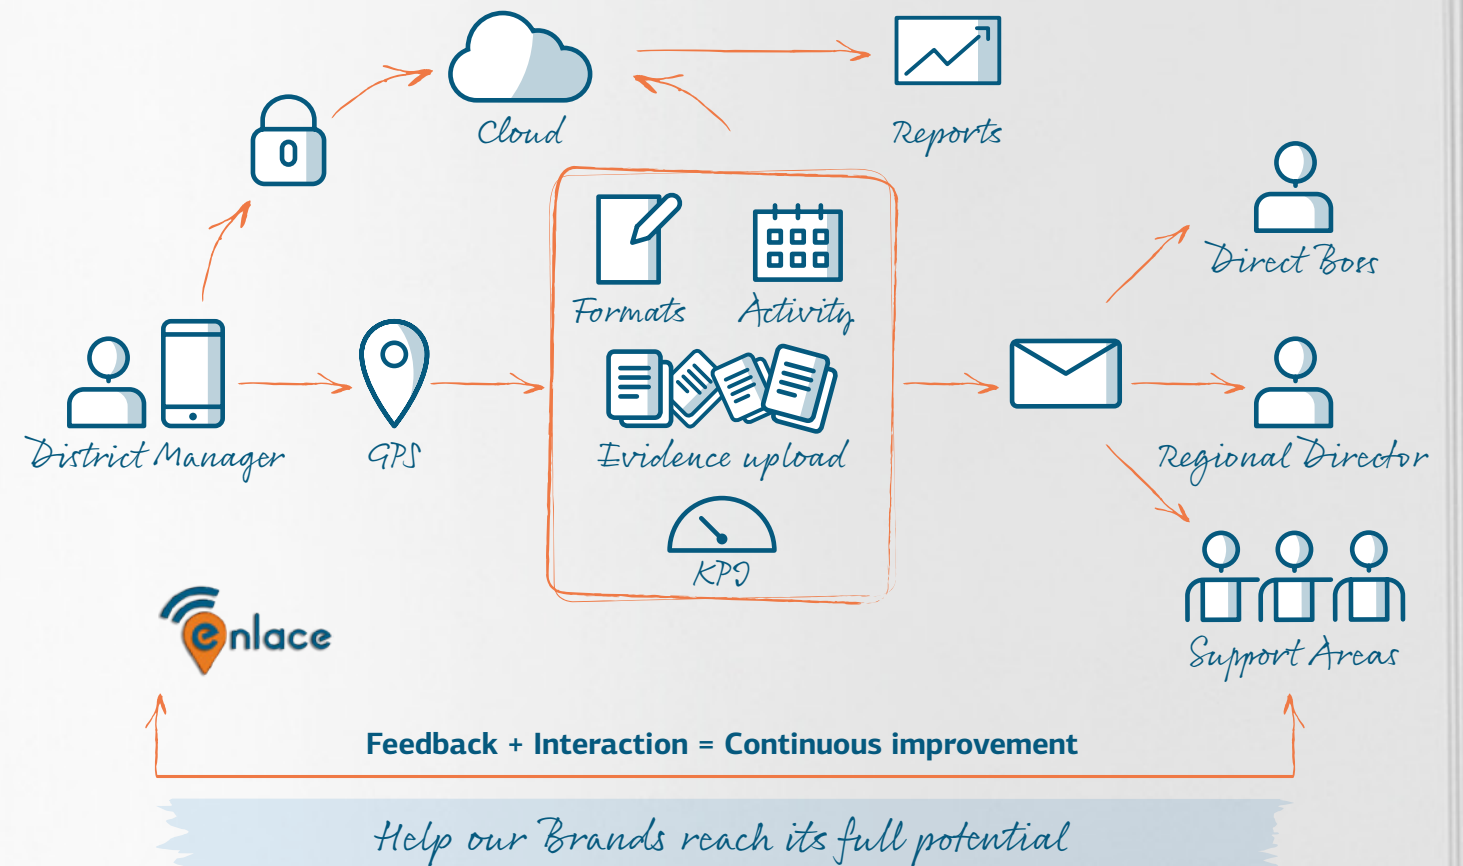 Cloud
Reports
Direct Boss
Formats
Activity
District Manager
GPS
Evidence upload
Regional Director
KPI
enlace
Support Areas
Feedback + Interaction = Continuous improvement
Help our Brands reach its full potential